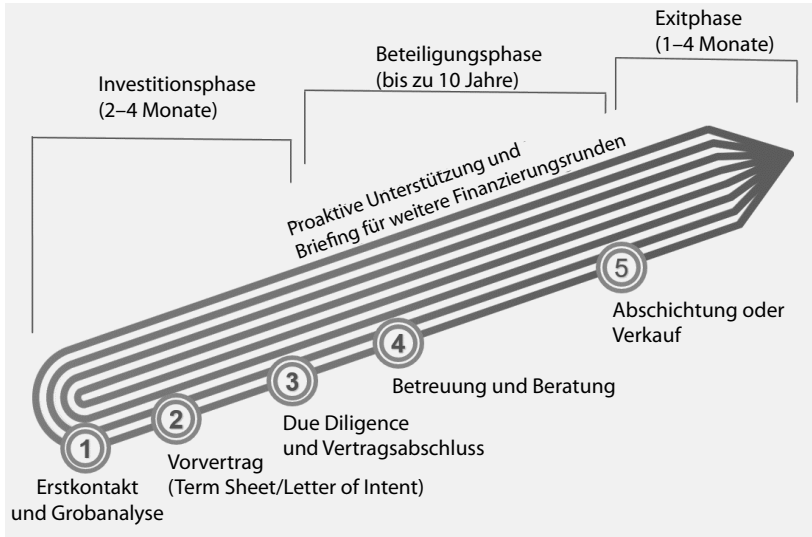 Exitphase
(1–4 Monate)
Beteiligungsphase
(bis zu 10 Jahre)
Investitionsphase
(2–4 Monate)
Proaktive Unterstützung und
Briefing für weitere Finanzierungsrunden
5
Abschichtung oder
Verkauf
4
Betreuung und Beratung
3
Due Diligence
und Vertragsabschluss
2
Vorvertrag
(Term Sheet/Letter of Intent)
1
Erstkontakt
und Grobanalyse